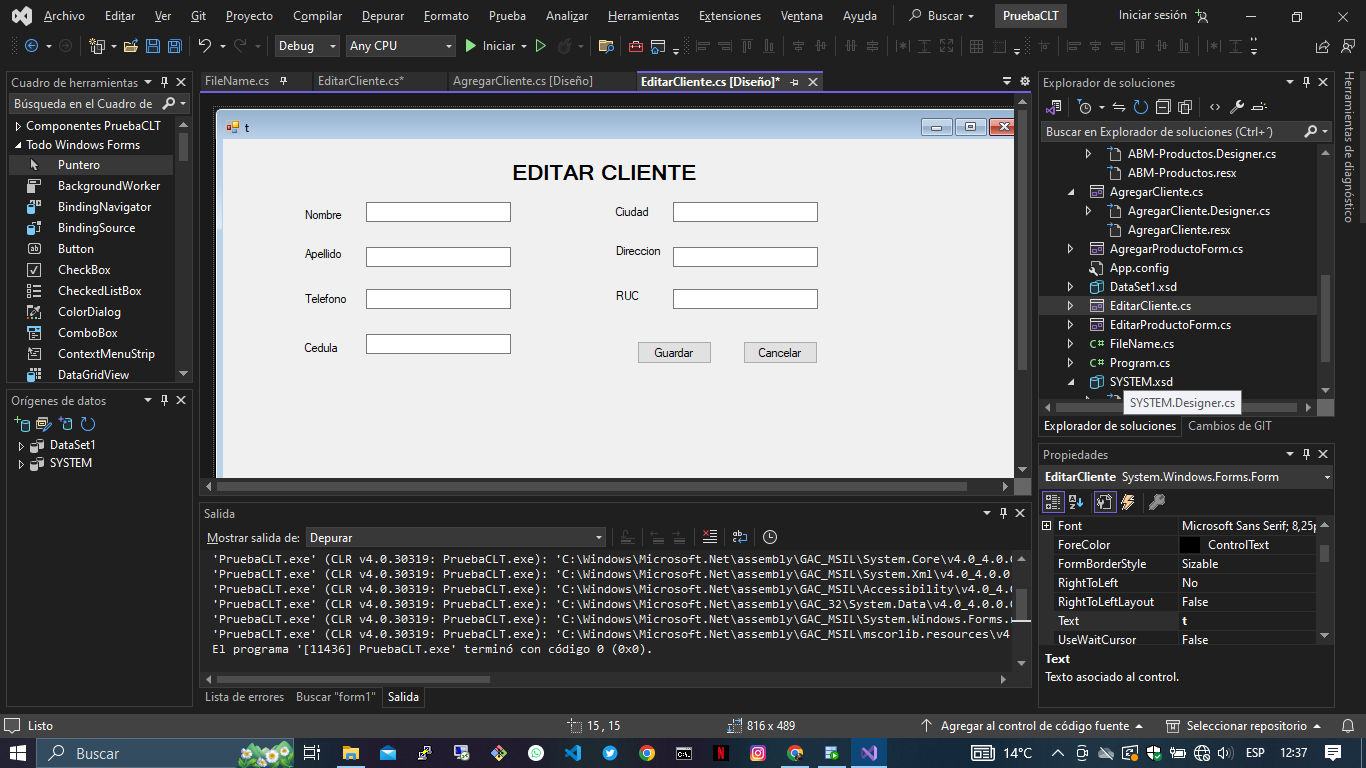 Archivo Editar Ver Git Proyecto Compilar Depurar Formato Prueba Analizar Herramientas Extensiones Ventana Ayuda Buscar PruebaCLT Iniciar sesión
Debug Any CPU Iniciar
Cuadro de herramientas
Búsqueda en el Cuadro de
Componentes PruebaCLT
Todo Windows Forms
Puntero
BackgroundWorker
BindingNavigator
BindingSource
Button
CheckBox
CheckedListBox
ColorDialog
ComboBox
ContextMenuStrip
DataGridView
Orígenes de datos
DataSet1
SYSTEM
FileName.cs EditarCliente.cs* AgregarCliente.cs [Diseño] EditarCliente.cs [Diseño]*
t
EDITAR CLIENTE
Nombre Ciudad
Apellido Direccion
Telefono RUC
Cedula Guardar Cancelar
Salida
Mostrar salida de: Depurar
'PruebaCLT.exe' (CLR v4.0.30319: PruebaCLT.exe): 'C:\Windows\Microsoft.Net\assembly\GAC_MSIL\System.Core\v4.0_4.0.0
'PruebaCLT.exe' (CLR v4.0.30319: PruebaCLT.exe): 'C:\Windows\Microsoft.Net\assembly\GAC_MSIL\System.Xml\v4.0_4.0.0
'PruebaCLT.exe' (CLR v4.0.30319: PruebaCLT.exe): 'C:\Windows\Microsoft.Net\assembly\GAC_MSIL\Accessibility\v4.0_4.
'PruebaCLT.exe' (CLR v4.0.30319: PruebaCLT.exe): 'C:\Windows\Microsoft.Net\assembly\GAC_32\System.Data\v4.0_4.0.0.
'PruebaCLT.exe' (CLR v4.0.30319: PruebaCLT.exe): 'C:\Windows\Microsoft.Net\assembly\GAC_MSIL\System.Windows.Forms.
'PruebaCLT.exe' (CLR v4.0.30319: PruebaCLT.exe): 'C:\Windows\Microsoft.Net\assembly\GAC_MSIL\mscorlib.resources\v4
El programa '[11436] PruebaCLT.exe' terminó con código 0 (0x0).
Lista de errores Buscar "form1" Salida
Explorador de soluciones
Buscar en Explorador de soluciones (Ctrl+´)
ABM-Productos.Designer.cs
ABM-Productos.resx
AgregarCliente.cs
AgregarCliente.Designer.cs
AgregarCliente.resx
AgregarProductoForm.cs
App.config
DataSet1.xsd
EditarCliente.cs
EditarProductoForm.cs
C# FileName.cs
C# Program.cs
SYSTEM.xsd
SYSTEM.Designer.cs
Explorador de soluciones Cambios de GIT
Propiedades
EditarCliente System.Windows.Forms.Form
Font Microsoft Sans Serif; 8,25p
ForeColor ControlText
FormBorderStyle Sizable
RightToLeft No
RightToLeftLayout False
Text t
UseWaitCursor False
Text
Texto asociado al control.
Herramientas de diagnóstico
Listo 15 , 15 816 x 489 Agregar al control de código fuente Seleccionar repositorio
Buscar 14°C ESP 12:37